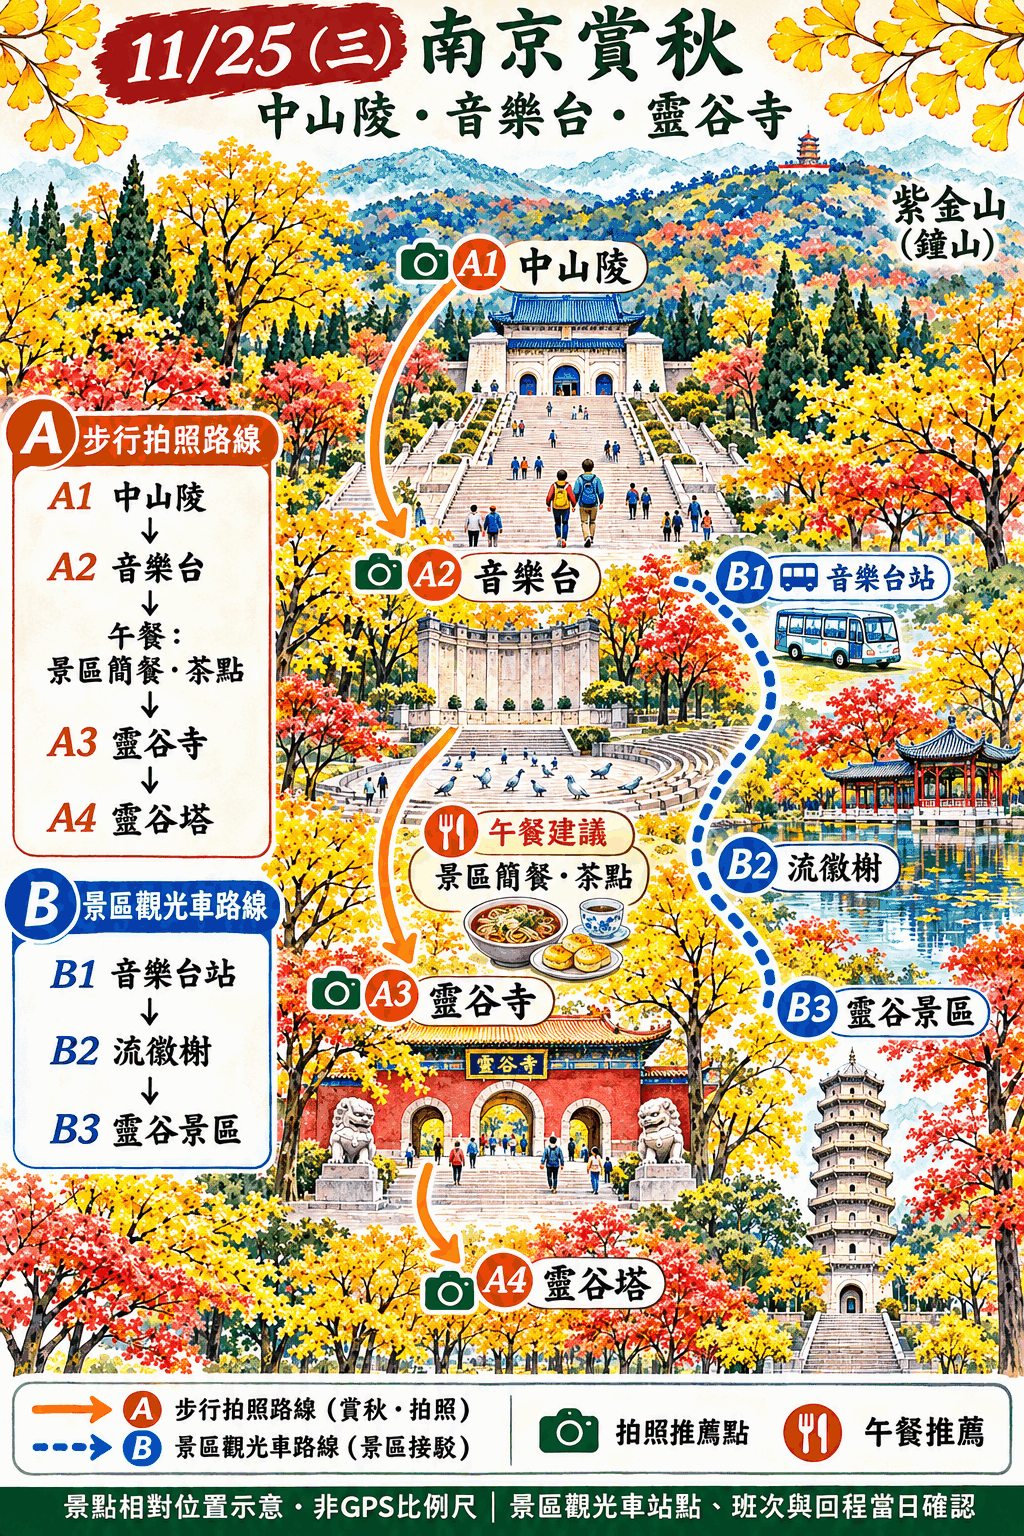 11/25(三) 南京賞秋
中山陵・音樂台・靈谷寺
紫金山
(鐘山)
A1 中山陵
A 步行拍照路線
A1 中山陵
↓
A2 音樂台
↓
午餐：
景區簡餐・茶點
↓
A3 靈谷寺
↓
A4 靈谷塔
A2 音樂台
B1 音樂台站
午餐建議
景區簡餐・茶點
B2 流徽榭
B 景區觀光車路線
B1 音樂台站
↓
B2 流徽榭
↓
B3 靈谷景區
A3 靈谷寺
B3 靈谷景區
靈谷寺
A4 靈谷塔
A 步行拍照路線（賞秋・拍照）
B 景區觀光車路線（景區接駁）
拍照推薦點
午餐推薦
景點相對位置示意・非GPS比例尺｜景區觀光車站點、班次與回程當日確認